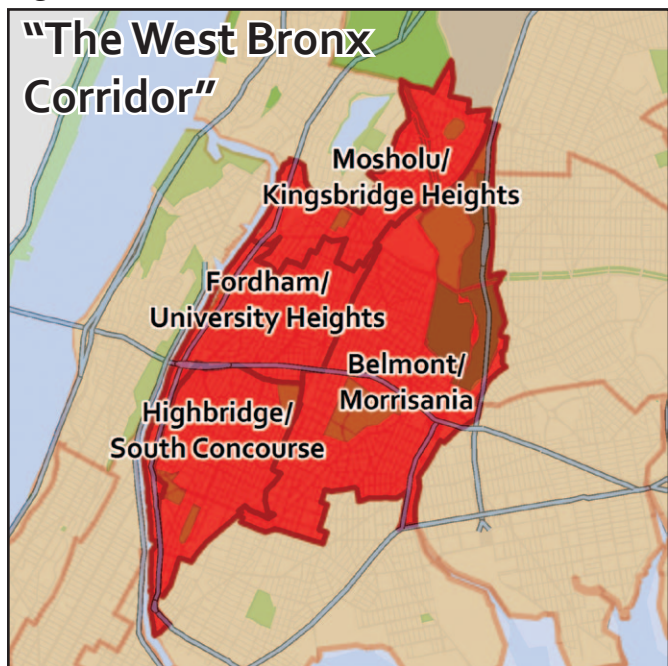 “The West Bronx
Corridor”
Mosholu/
Kingsbridge Heights
Fordham/
University Heights
Belmont/
Morrisania
Highbridge/
South Concourse